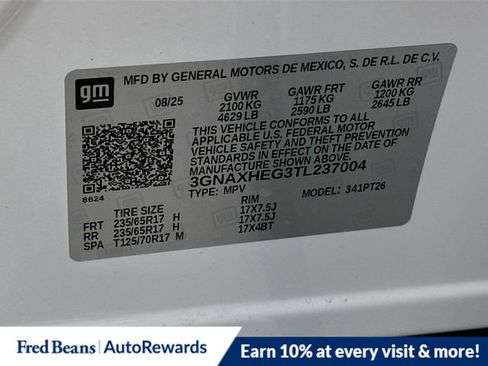 gm
MFD BY GENERAL MOTORS DE MEXICO, S. DE R.L. DE C.V.
08/25 GVWR GAWR FRT GAWR RR
2100 KG 1175 KG 1200 KG
4629 LB 2590 LB 2645 LB
THIS VEHICLE CONFORMS TO ALL
APPLICABLE U.S. FEDERAL MOTOR
VEHICLE SAFETY STANDARDS IN
EFFECT ON THE DATE OF
MANUFACTURE SHOWN ABOVE.
3GNAXHEG3TL237004
8624 TYPE: MPV MODEL: 341PT26
TIRE SIZE RIM
FRT 235/65R17 H 17X7.5J
RR 235/65R17 H 17X7.5J
SPA T125/70R17 M 17X4BT
Fred Beans | AutoRewards Earn 10% at every visit & more!